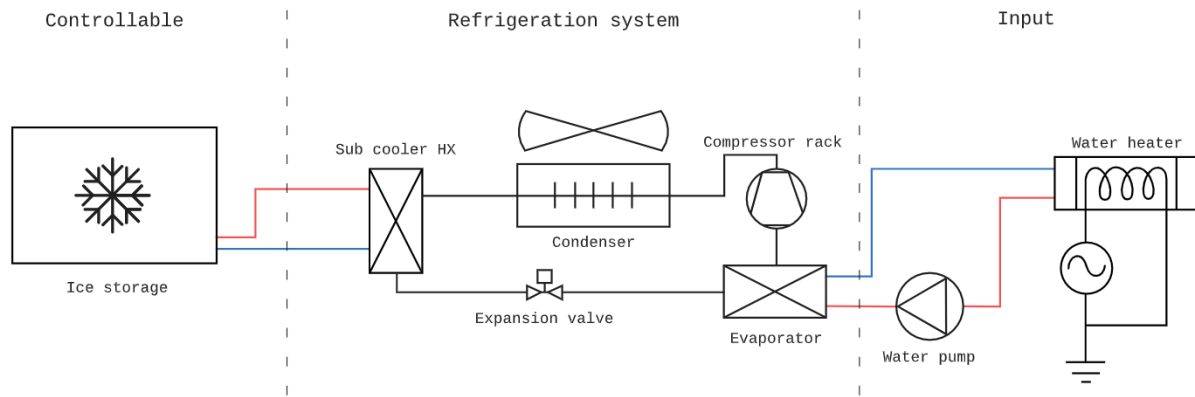 Controllable
Refrigeration system
Input
Sub cooler HX
Compressor rack
Water heater
Condenser
Ice storage
Expansion valve
Evaporator
Water pump